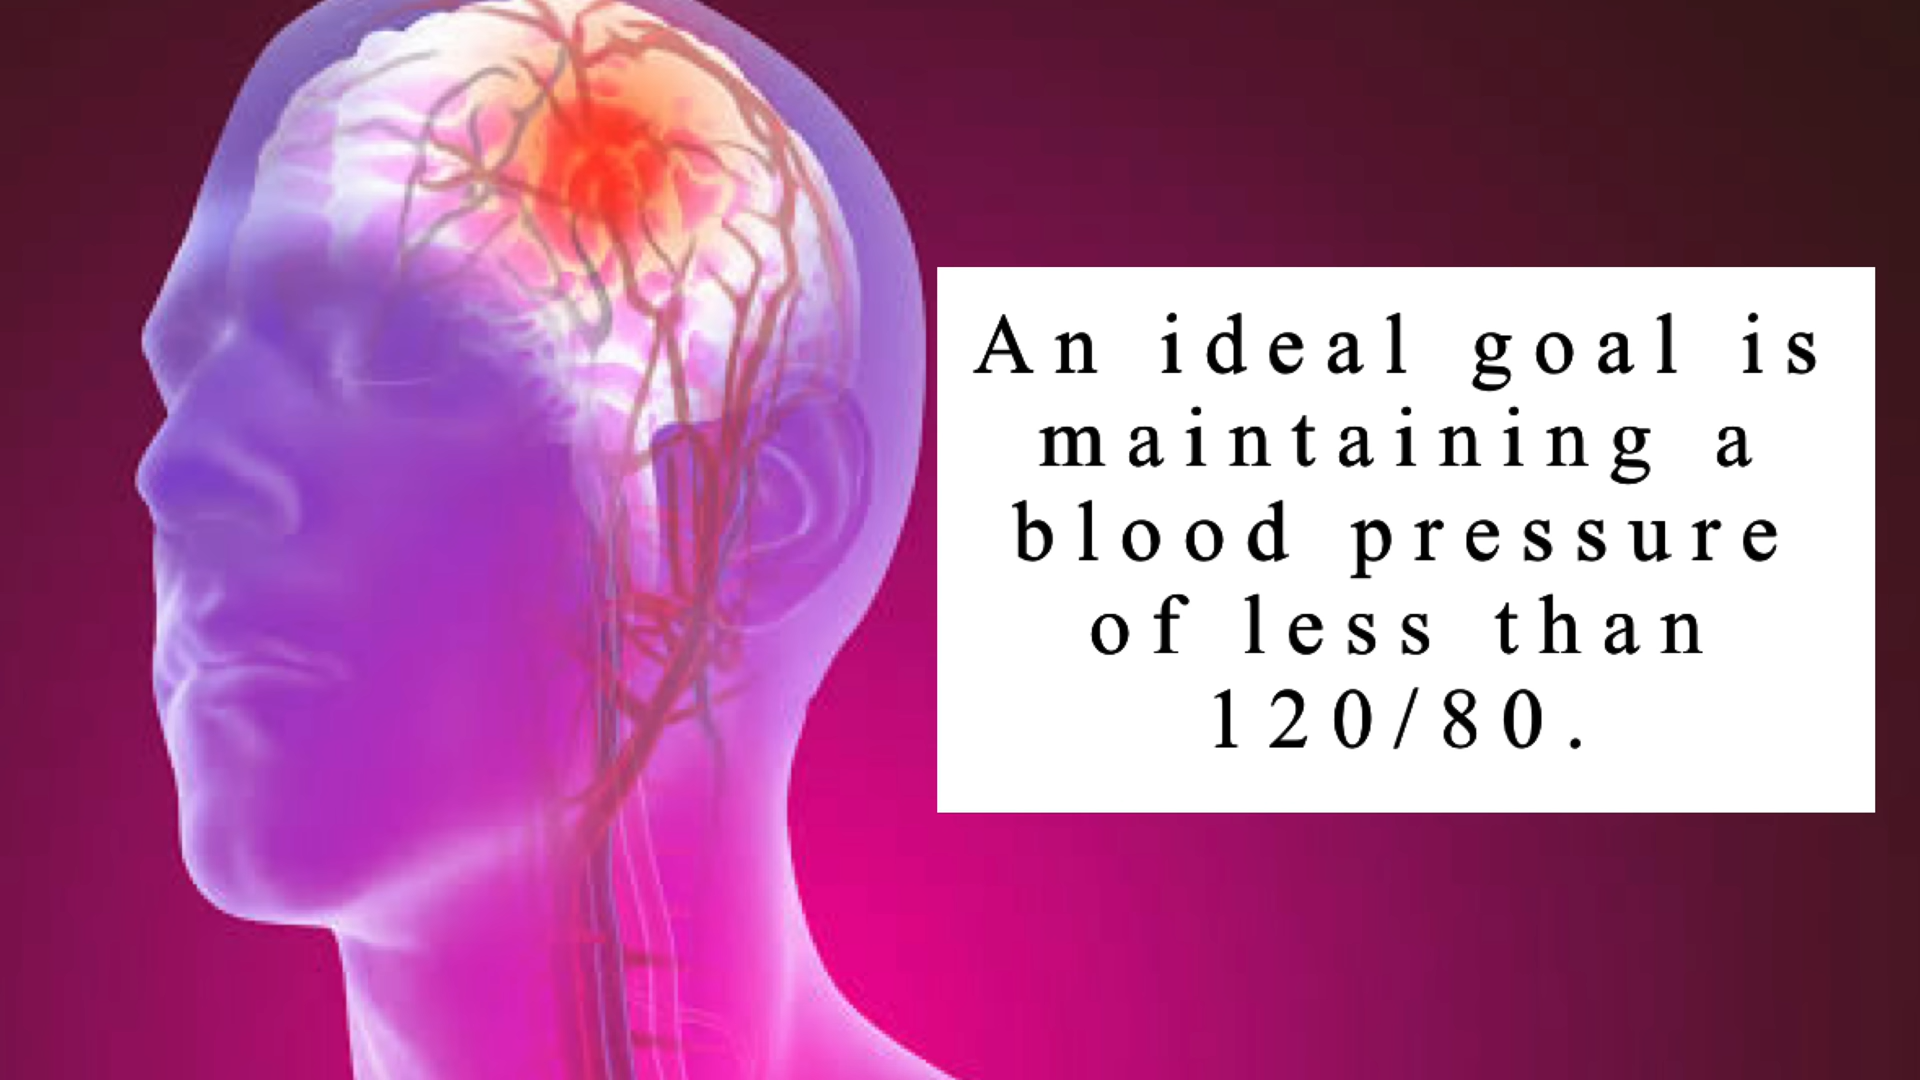 An ideal goal is
maintaining a
blood pressure
of less than
120/80.